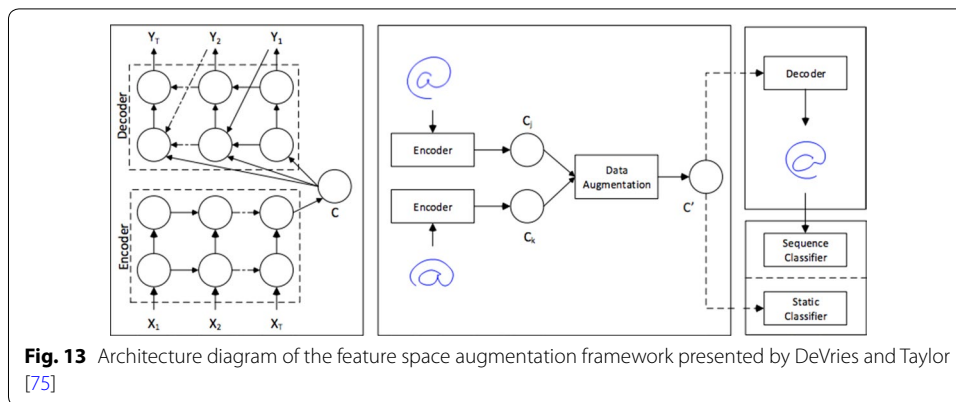 Y_T Y_2 Y_1
Decoder
Encoder
C
X_1 X_2 X_T
@
Encoder
C_j
Data
Augmentation
C'
Encoder
C_k
@
Decoder
@
Sequence
Classifier
Static
Classifier
Fig. 13 Architecture diagram of the feature space augmentation framework presented by DeVries and Taylor
[75]